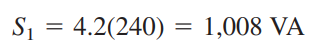 S₁ = 4.2(240) = 1,008 VA